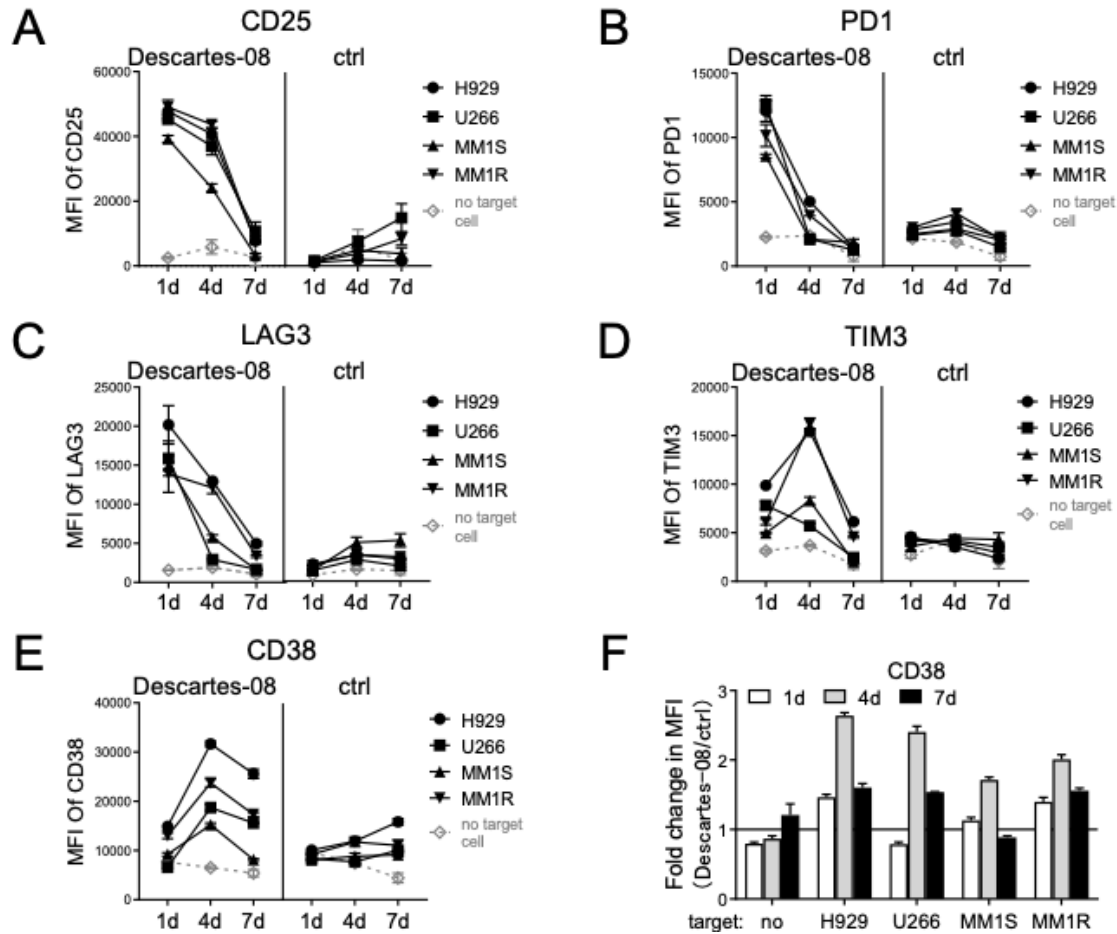 A
CD25
Descartes-08 ctrl
MFI Of CD25
60000
40000
20000
0
1d 4d 7d 1d 4d 7d
H929
U266
MM1S
MM1R
no target
cell
B
PD1
Descartes-08 ctrl
MFI Of PD1
15000
10000
5000
0
1d 4d 7d 1d 4d 7d
H929
U266
MM1S
MM1R
no target
cell
C
LAG3
Descartes-08 ctrl
MFI Of LAG3
25000
20000
15000
10000
5000
0
1d 4d 7d 1d 4d 7d
H929
U266
MM1S
MM1R
no target
cell
D
TIM3
Descartes-08 ctrl
MFI Of TIM3
20000
15000
10000
5000
0
1d 4d 7d 1d 4d 7d
H929
U266
MM1S
MM1R
no target
cell
E
CD38
Descartes-08 ctrl
MFI Of CD38
40000
30000
20000
10000
0
1d 4d 7d 1d 4d 7d
H929
U266
MM1S
MM1R
no target
cell
F
CD38
1d 4d 7d
Fold change in MFI
(Descartes-08/ctrl)
3
2
1
0
target: no H929 U266 MM1S MM1R